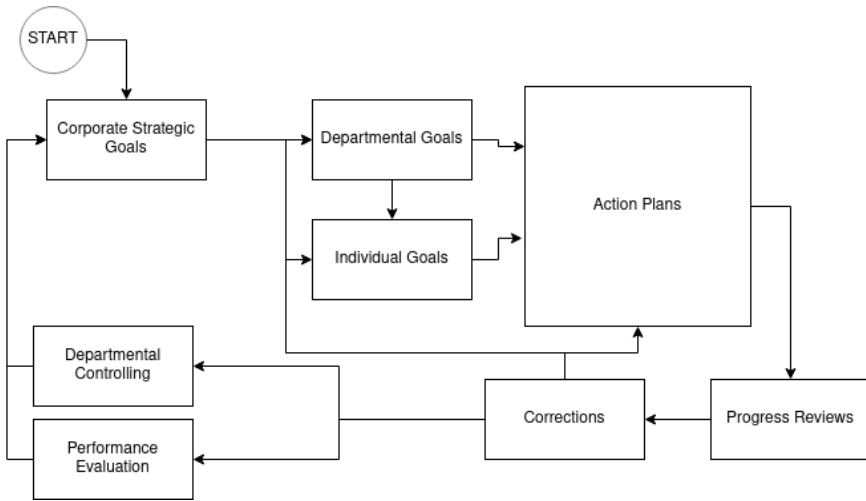 START
Corporate Strategic
Goals
Departmental Goals
Individual Goals
Action Plans
Departmental
Controlling
Performance
Evaluation
Corrections
Progress Reviews